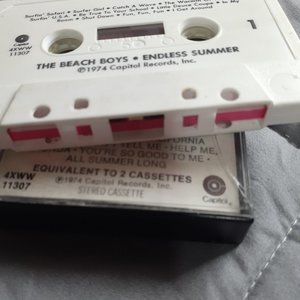 Surfin' Safari • Surfer Girl • Catch A Wave • The Warmth
Surfin' U.S.A. • Be True To Your School • Little Deuce Coupe • In My
Room • Shut Down • Fun, Fun, Fun • I Get Around
Capitol
4XWW
11307
1
THE BEACH BOYS • ENDLESS SUMMER
℗1974 Capitol Records, Inc.
CALIFORNIA
TELL ME • HELP ME,
YOU'RE SO GOOD TO ME •
ALL SUMMER LONG
4XWW
11307
EQUIVALENT TO 2 CASSETTES
℗1974 Capitol Records, Inc.
STEREO CASSETTE
Capitol